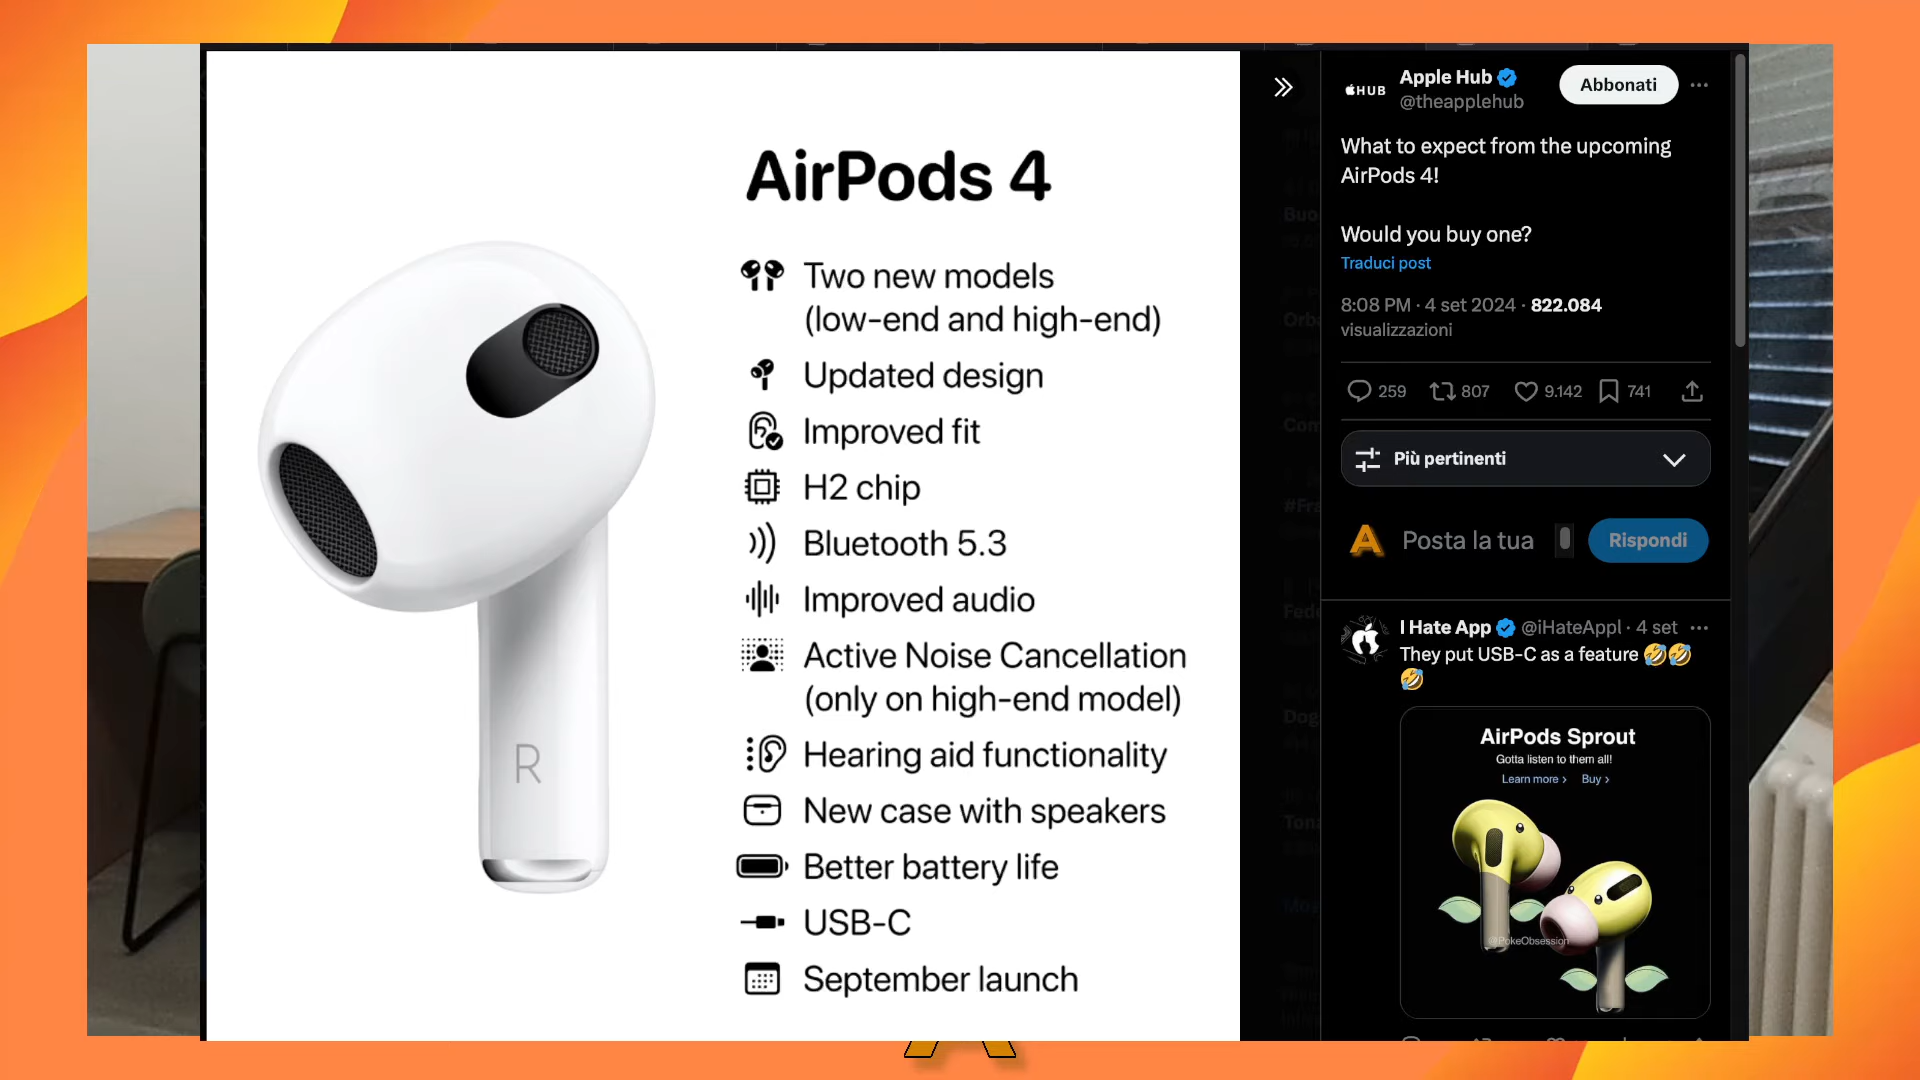 AirPods 4
Two new models
(low-end and high-end)
Updated design
Improved fit
H2 chip
Bluetooth 5.3
Improved audio
Active Noise Cancellation
(only on high-end model)
Hearing aid functionality
New case with speakers
Better battery life
USB-C
September launch
R
HUB
Apple Hub
@theapplehub
Abbonati
What to expect from the upcoming
AirPods 4!
Would you buy one?
Traduci post
8:08 PM · 4 set 2024 · 822.084
visualizzazioni
259
807
9.142
741
Più pertinenti
Posta la tua
Rispondi
I Hate App @iHateAppl · 4 set
They put USB-C as a feature 🤣🤣
🤣
AirPods Sprout
Gotta listen to them all!
Learn more > Buy >
@PokeObsession